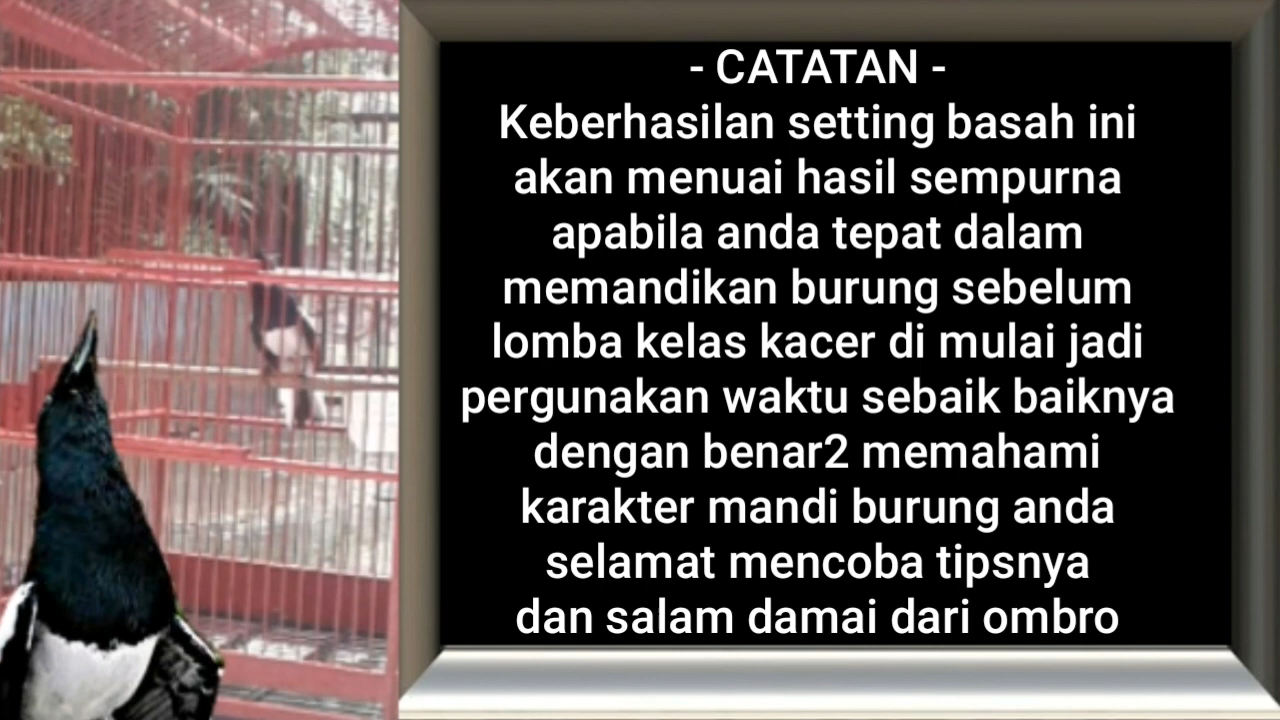 - CATATAN -
Keberhasilan setting basah ini
akan menuai hasil sempurna
apabila anda tepat dalam
memandikan burung sebelum
lomba kelas kacer di mulai jadi
pergunakan waktu sebaik baiknya
dengan benar2 memahami
karakter mandi burung anda
selamat mencoba tipsnya
dan salam damai dari ombro